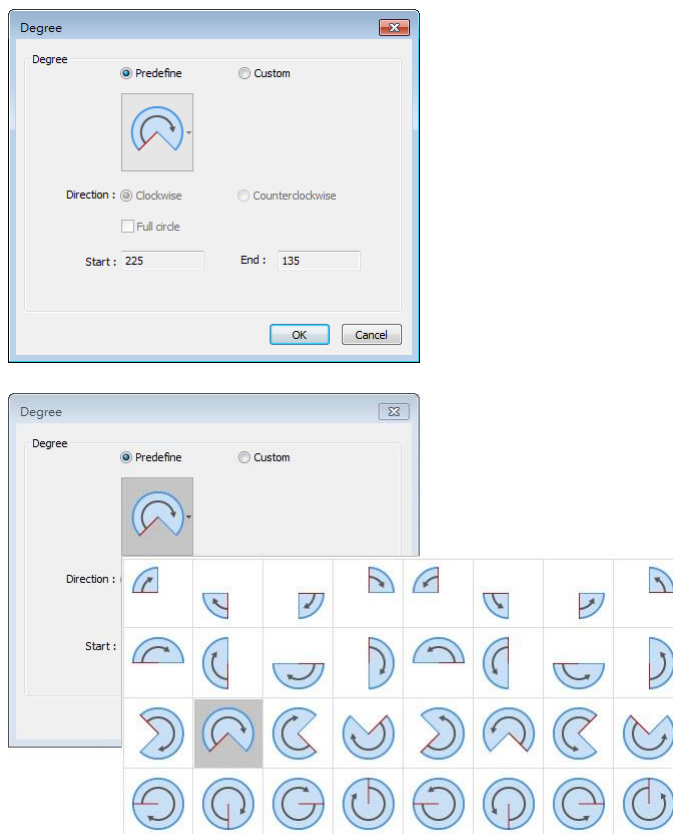 Degree
Degree
Predefine Custom
Direction : Clockwise Counterclockwise
Full circle
Start : 225 End : 135
OK Cancel
Degree
Degree
Predefine Custom
Direction :
Start :